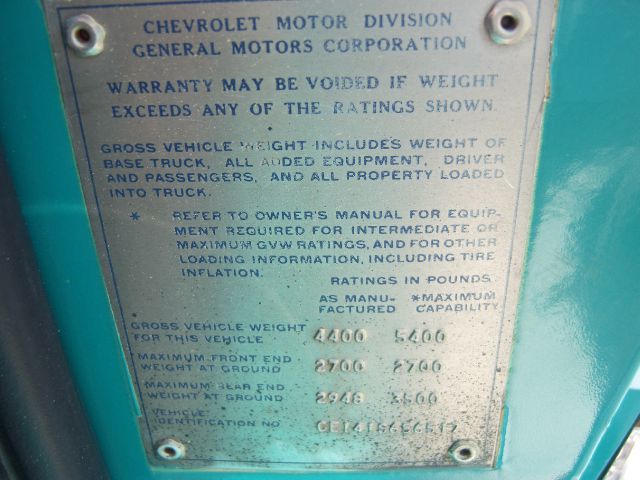 CHEVROLET MOTOR DIVISION
GENERAL MOTORS CORPORATION
WARRANTY MAY BE VOIDED IF WEIGHT
EXCEEDS ANY OF THE RATINGS SHOWN.
GROSS VEHICLE WEIGHT INCLUDES WEIGHT OF
BASE TRUCK, ALL ADDED EQUIPMENT, DRIVER
AND PASSENGERS, AND ALL PROPERTY LOADED
INTO TRUCK.
* REFER TO OWNER'S MANUAL FOR EQUIP-
MENT REQUIRED FOR INTERMEDIATE OR
MAXIMUM GVW RATINGS, AND FOR OTHER
LOADING INFORMATION, INCLUDING TIRE
INFLATION.
RATINGS IN POUNDS
AS MANU- *MAXIMUM
FACTURED CAPABILITY
GROSS VEHICLE WEIGHT
FOR THIS VEHICLE 4400 5400
MAXIMUM FRONT END
WEIGHT AT GROUND 2700 2700
MAXIMUM REAR END
WEIGHT AT GROUND 2948 3500
VEHICLE
IDENTIFICATION NO